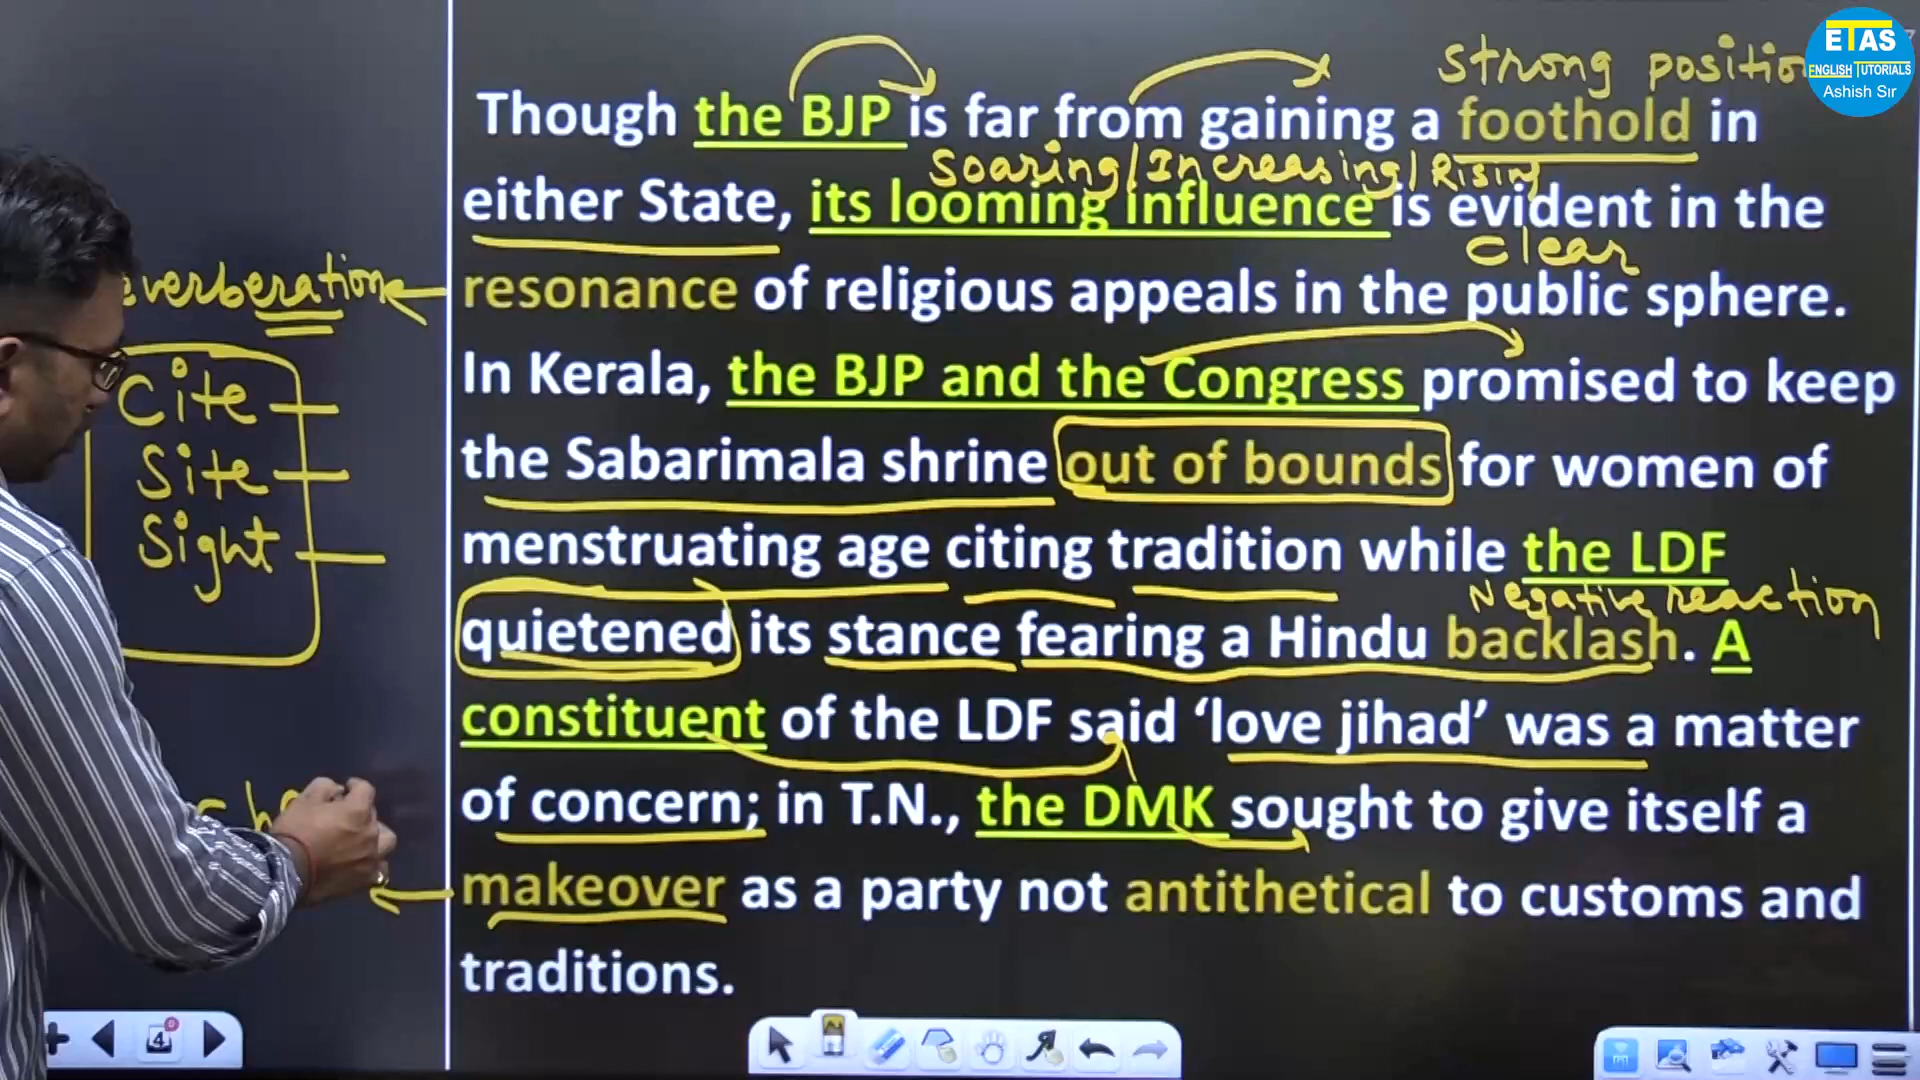 ETAS
ENGLISH TUTORIALS
Ashish Sir
strong position
Though the BJP is far from gaining a foothold in
Soaring/Increasing/Rising
either State, its looming influence is evident in the
clear
resonance of religious appeals in the public sphere.
In Kerala, the BJP and the Congress promised to keep
the Sabarimala shrine out of bounds for women of
menstruating age citing tradition while the LDF
Negative reaction
quietened its stance fearing a Hindu backlash. A
constituent of the LDF said ‘love jihad’ was a matter
of concern; in T.N., the DMK sought to give itself a
makeover as a party not antithetical to customs and
traditions.
everberation
Cite
Site
Sight
4